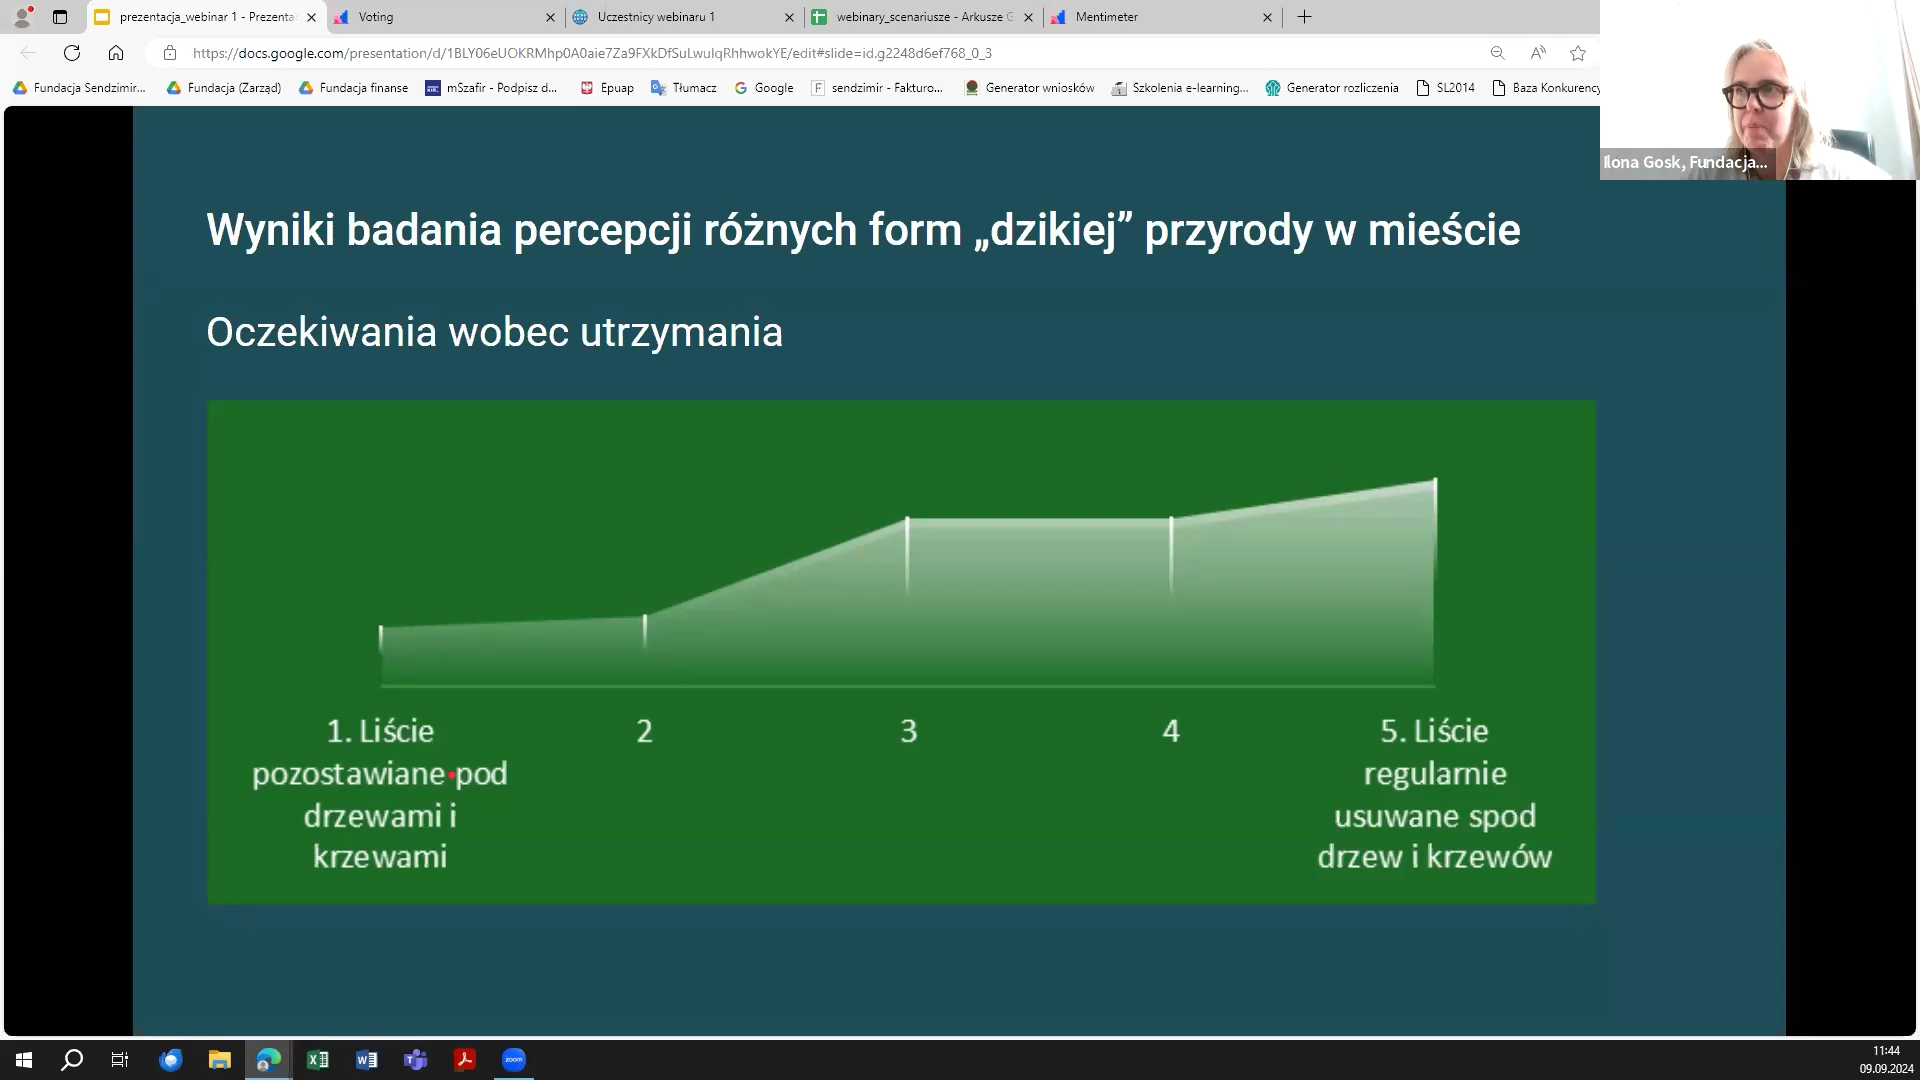 prezentacja_webinar 1 - Prezenta
Voting
Uczestnicy webinaru 1
webinary_scenariusze - Arkusze G
Mentimeter
https://docs.google.com/presentation/d/1BLY06eUOKRMhp0A0aie7Za9FXkDfSuLwulqRhhwokYE/edit#slide=id.g2248d6ef768_0_3
Fundacja Sendzimir...
Fundacja (Zarząd)
Fundacja finanse
mSzafir - Podpisz d...
Epuap
Tłumacz
Google
sendzimir - Fakturo...
Generator wniosków
Szkolenia e-learning...
Generator rozliczenia
SL2014
Baza Konkurency
Ilona Gosk, Fundacja...
Wyniki badania percepcji różnych form „dzikiej” przyrody w mieście
Oczekiwania wobec utrzymania
1. Liście
pozostawiane pod
drzewami i
krzewami
2
3
4
5. Liście
regularnie
usuwane spod
drzew i krzewów
zoom
11:44
09.09.2024